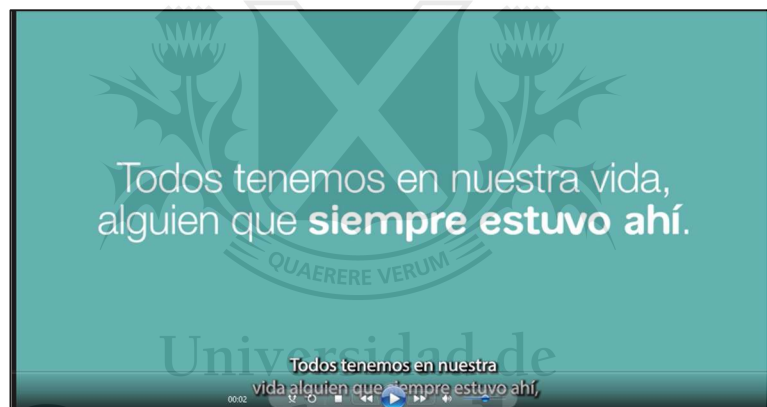 Todos tenemos en nuestra vida,
alguien que siempre estuvo ahí.
QUAERERE VERUM
Universidad de
Todos tenemos en nuestra
vida alguien que siempre estuvo ahí,
00:02